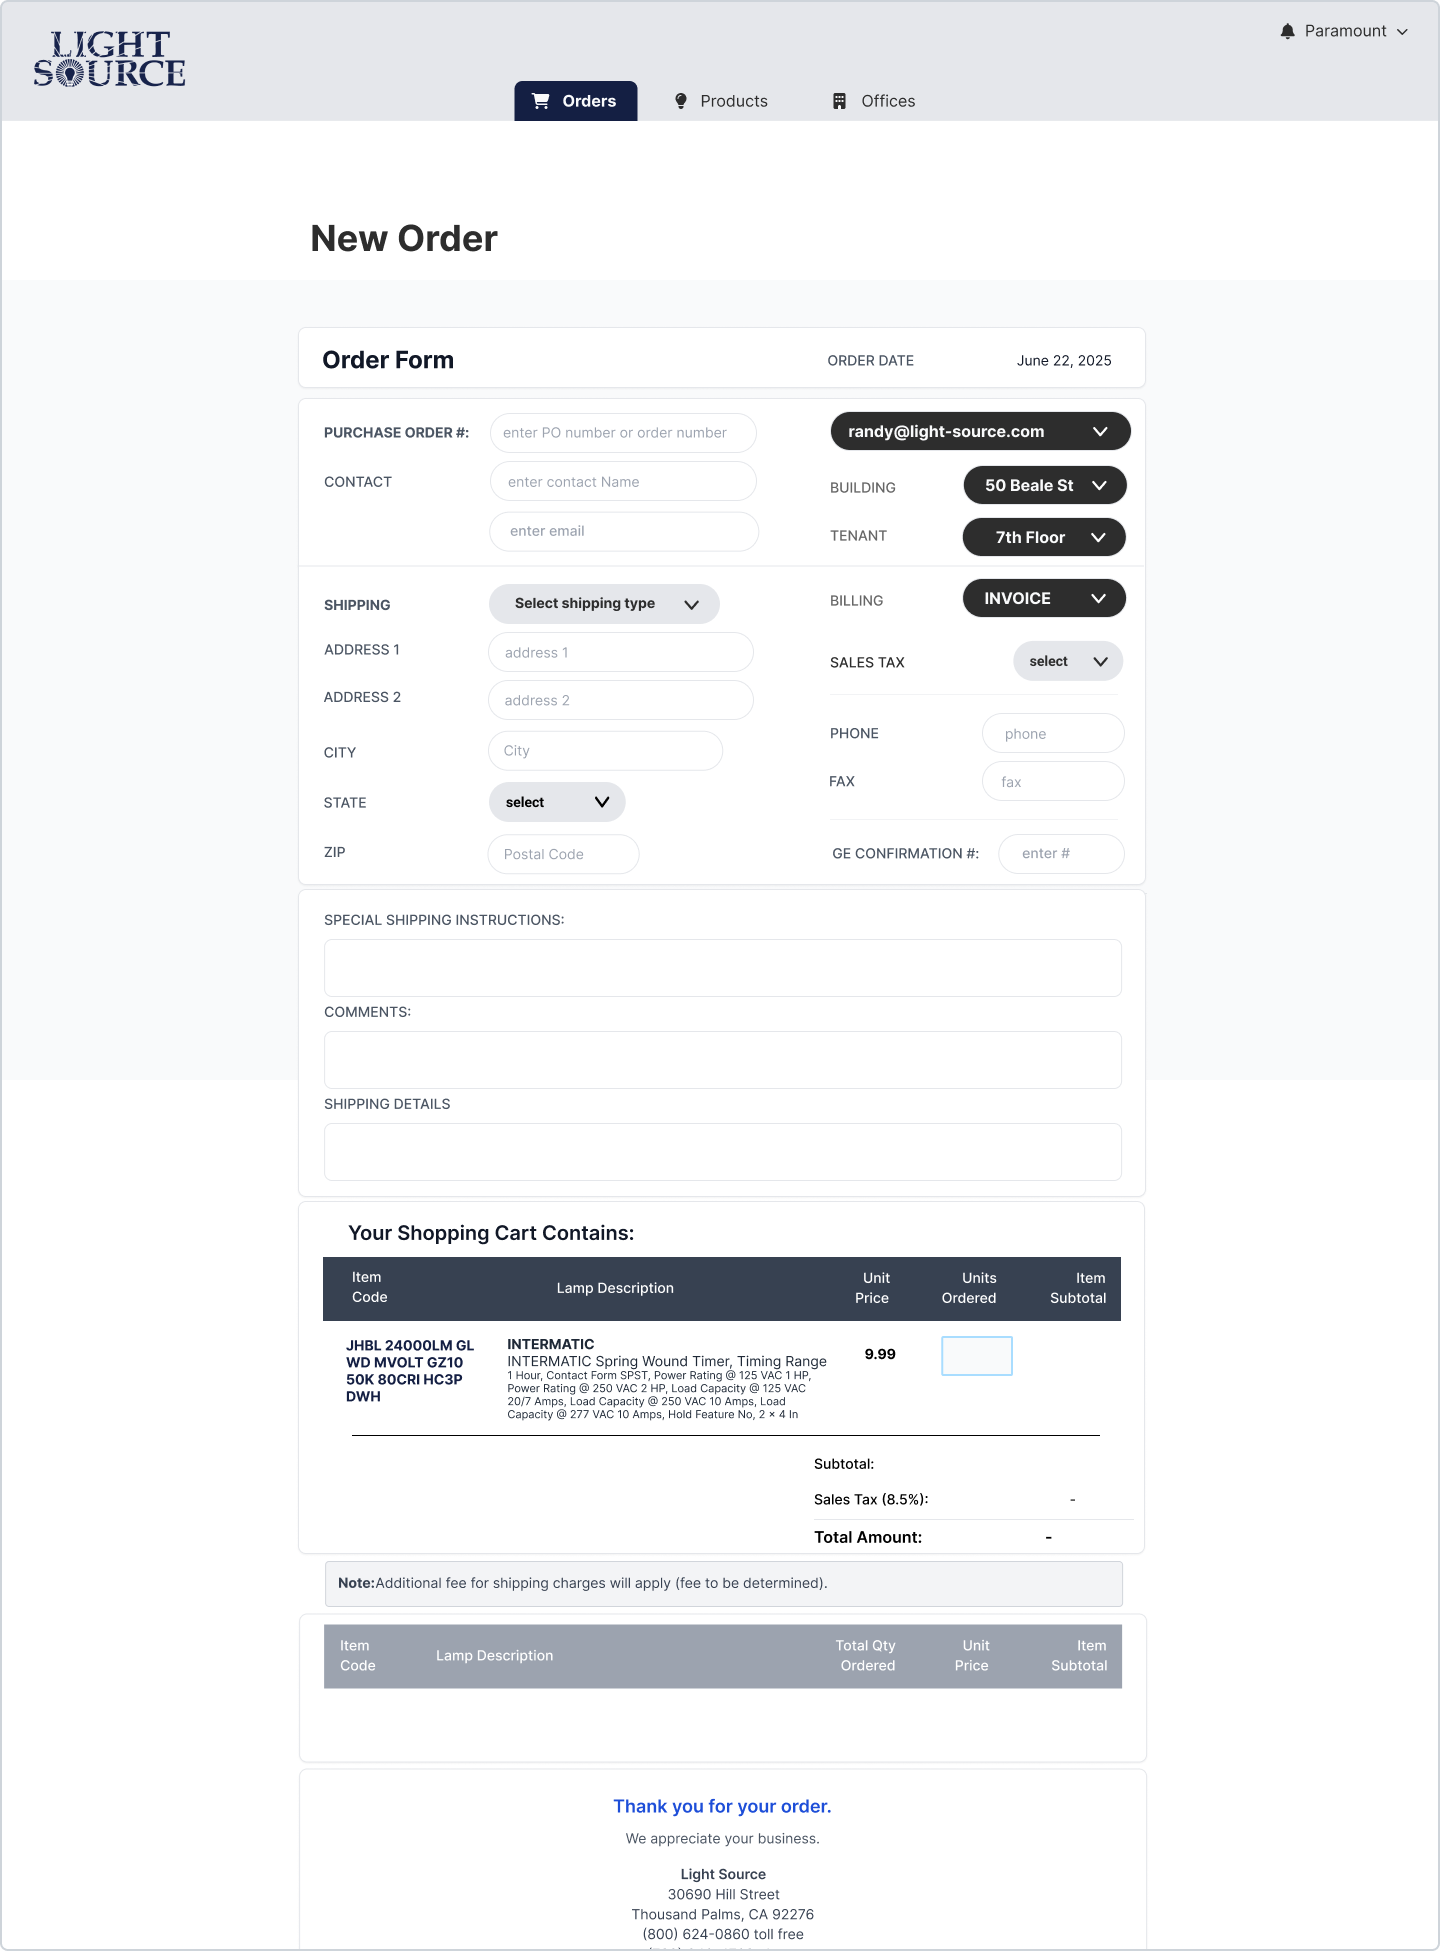 LIGHT
SOURCE
Paramount
Orders
Products
Offices
New Order
Order Form
ORDER DATE
June 22, 2025
PURCHASE ORDER #:
enter PO number or order number
randy@light-source.com
CONTACT
enter contact Name
BUILDING
50 Beale St
enter email
TENANT
7th Floor
SHIPPING
Select shipping type
BILLING
INVOICE
ADDRESS 1
address 1
SALES TAX
select
ADDRESS 2
address 2
PHONE
phone
CITY
City
FAX
fax
STATE
select
ZIP
Postal Code
GE CONFIRMATION #:
enter #
SPECIAL SHIPPING INSTRUCTIONS:
COMMENTS:
SHIPPING DETAILS
Your Shopping Cart Contains:
Item
Code
Lamp Description
Unit
Price
Units
Ordered
Item
Subtotal
JHBL 24000LM GL
WD MVOLT GZ10
50K 80CRI HC3P
DWH
INTERMATIC
INTERMATIC Spring Wound Timer, Timing Range
1 Hour, Contact Form SPST, Power Rating @ 125 VAC 1 HP,
Power Rating @ 250 VAC 2 HP, Load Capacity @ 125 VAC
20/7 Amps, Load Capacity @ 250 VAC 10 Amps, Load
Capacity @ 277 VAC 10 Amps, Hold Feature No, 2 × 4 In
9.99
Subtotal:
Sales Tax (8.5%): -
Total Amount: -
Note:Additional fee for shipping charges will apply (fee to be determined).
Item
Code
Lamp Description
Total Qty
Ordered
Unit
Price
Item
Subtotal
Thank you for your order.
We appreciate your business.
Light Source
30690 Hill Street
Thousand Palms, CA 92276
(800) 624-0860 toll free